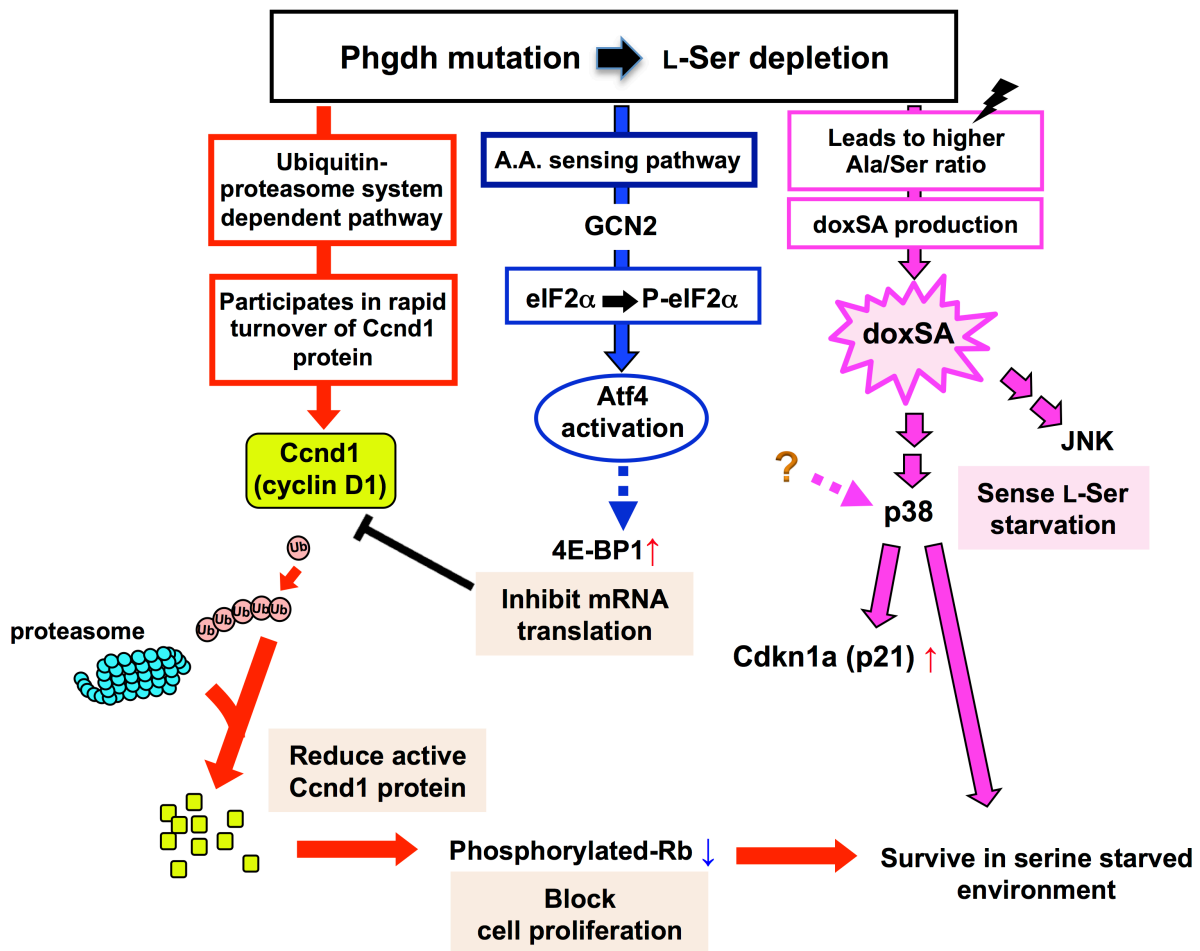 Phgdh mutation L-Ser depletion
Ubiquitin-
proteasome system
dependent pathway
Participates in rapid
turnover of Ccnd1
protein
Ccnd1
(cyclin D1)
Ub
Ub Ub Ub Ub Ub
proteasome
Reduce active
Ccnd1 protein
A.A. sensing pathway
GCN2
eIF2α P-eIF2α
Atf4
activation
4E-BP1↑
Inhibit mRNA
translation
Leads to higher
Ala/Ser ratio
doxSA production
doxSA
JNK
?
p38
Sense L-Ser
starvation
Cdkn1a (p21) ↑
Phosphorylated-Rb ↓
Block
cell proliferation
Survive in serine starved
environment